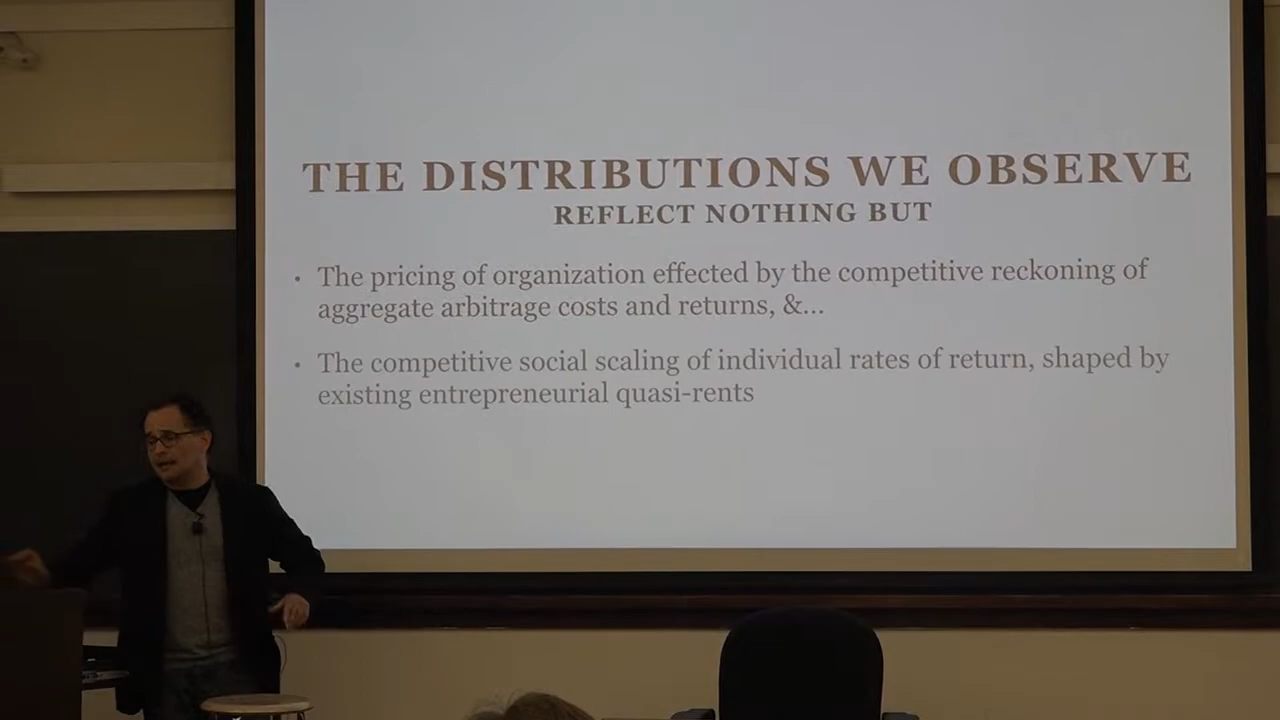 THE DISTRIBUTIONS WE OBSERVE
REFLECT NOTHING BUT
• The pricing of organization effected by the competitive reckoning of
aggregate arbitrage costs and returns, &...
• The competitive social scaling of individual rates of return, shaped by
existing entrepreneurial quasi-rents